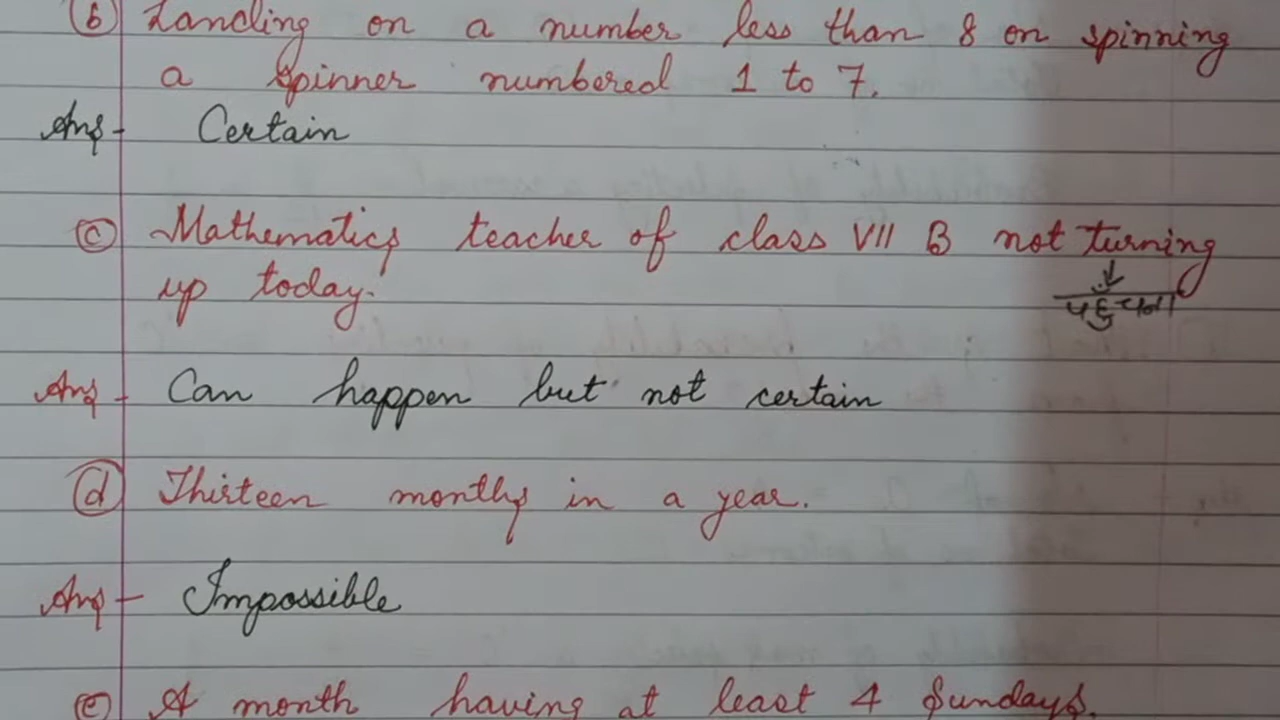 (b) Landing on a number less than 8 on spinning
a spinner numbered 1 to 7.
Ans - Certain
(c) Mathematics teacher of class VII B not turning
up today.
पहुचना
Ans - Can happen but not certain
(d) Thirteen months in a year.
Ans - Impossible
(e) A month having at least 4 Sundays.